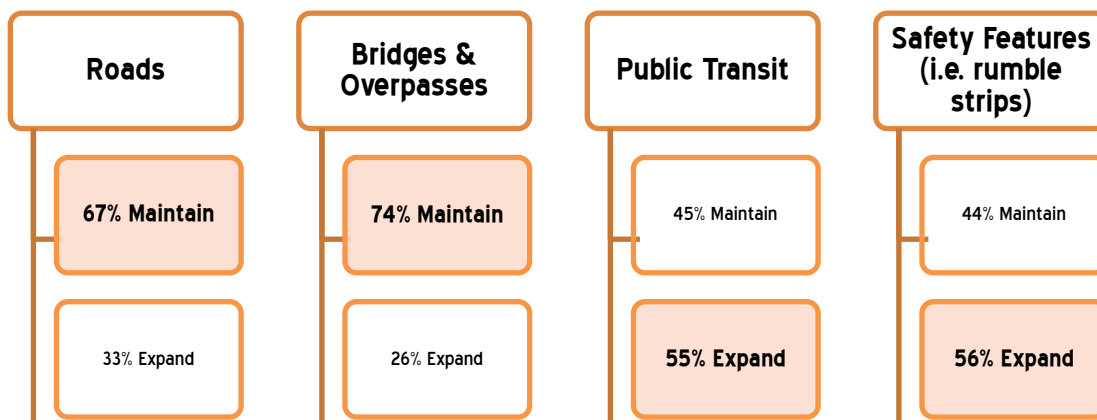 Roads
67% Maintain
33% Expand
Bridges &
Overpasses
74% Maintain
26% Expand
Public Transit
45% Maintain
55% Expand
Safety Features
(i.e. rumble
strips)
44% Maintain
56% Expand